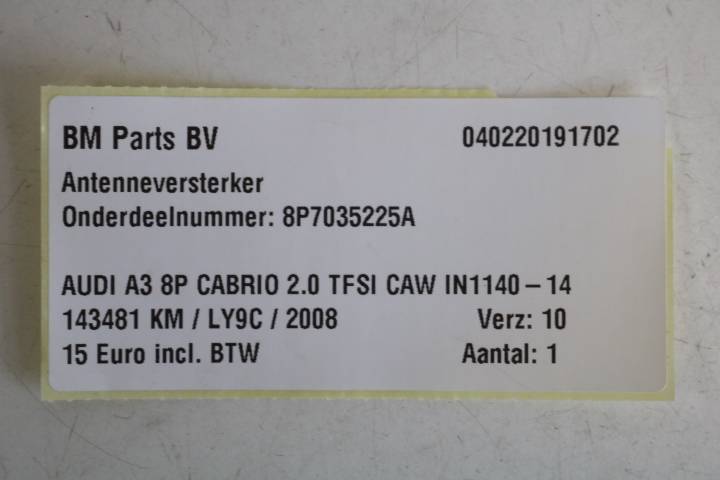 BM Parts BV 040220191702
Antenneversterker
Onderdeelnummer: 8P7035225A
AUDI A3 8P CABRIO 2.0 TFSI CAW IN1140-14
143481 KM / LY9C / 2008 Verz: 10
15 Euro incl. BTW Aantal: 1